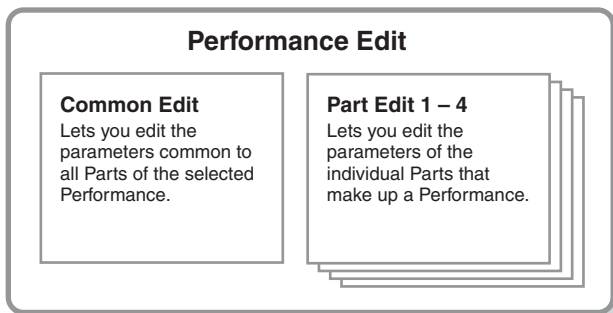 Performance Edit
Common Edit
Lets you edit the
parameters common to
all Parts of the selected
Performance.
Part Edit 1 – 4
Lets you edit the
parameters of the
individual Parts that
make up a Performance.